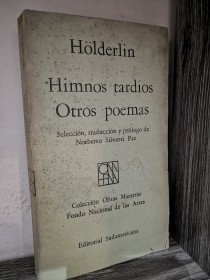 Hölderlin
Himnos tardíos
Otros poemas
Selección, traducción y prólogo de
Norberto Silvetti Paz
Colección Obras Maestras
Fondo Nacional de las Artes
Editorial Sudamericana